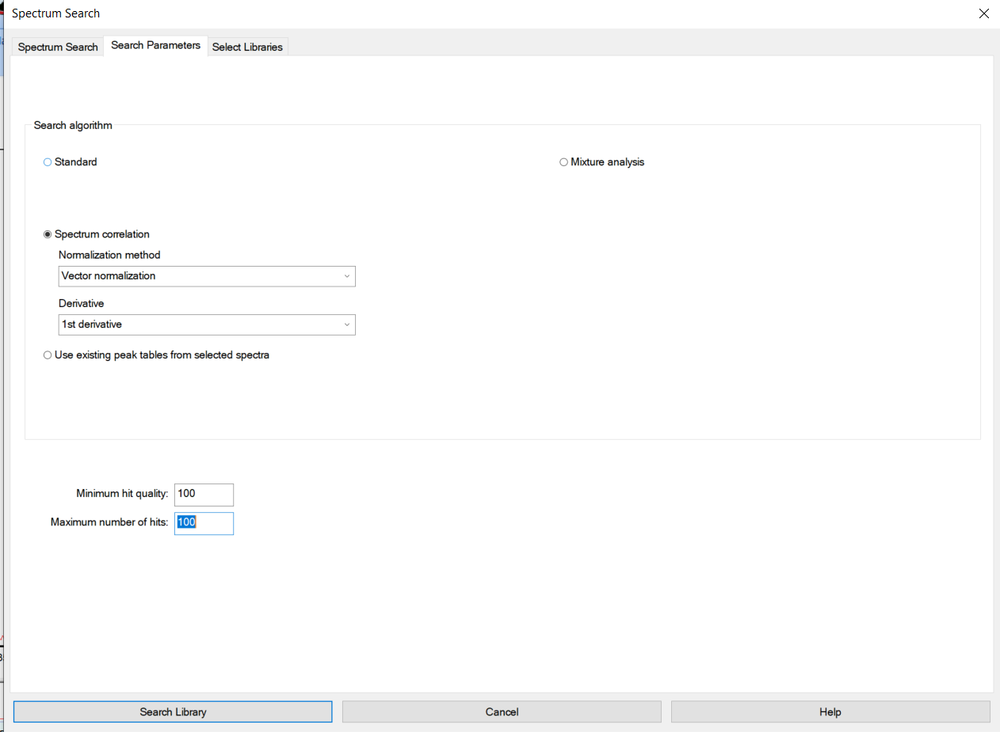 Spectrum Search
Spectrum Search Search Parameters Select Libraries
Search algorithm
Standard Mixture analysis
Spectrum correlation
Normalization method
Vector normalization
Derivative
1st derivative
Use existing peak tables from selected spectra
Minimum hit quality: 100
Maximum number of hits: 100
Search Library Cancel Help